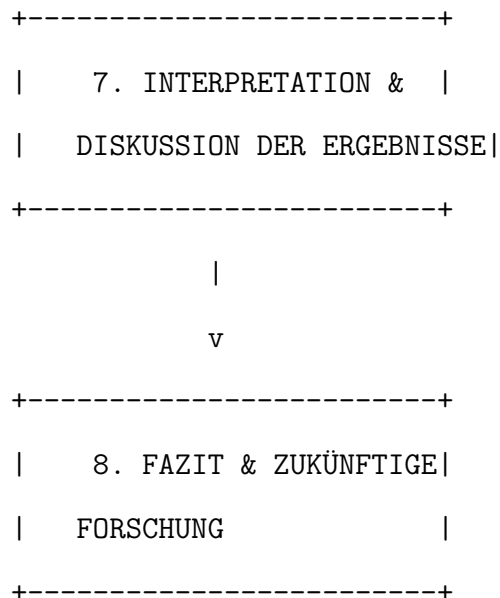 +-------------------------+
|    7. INTERPRETATION &  |
|   DISKUSSION DER ERGEBNISSE|
+-------------------------+
            |
            v
+-------------------------+
|    8. FAZIT & ZUKÜNFTIGE|
|   FORSCHUNG             |
+-------------------------+